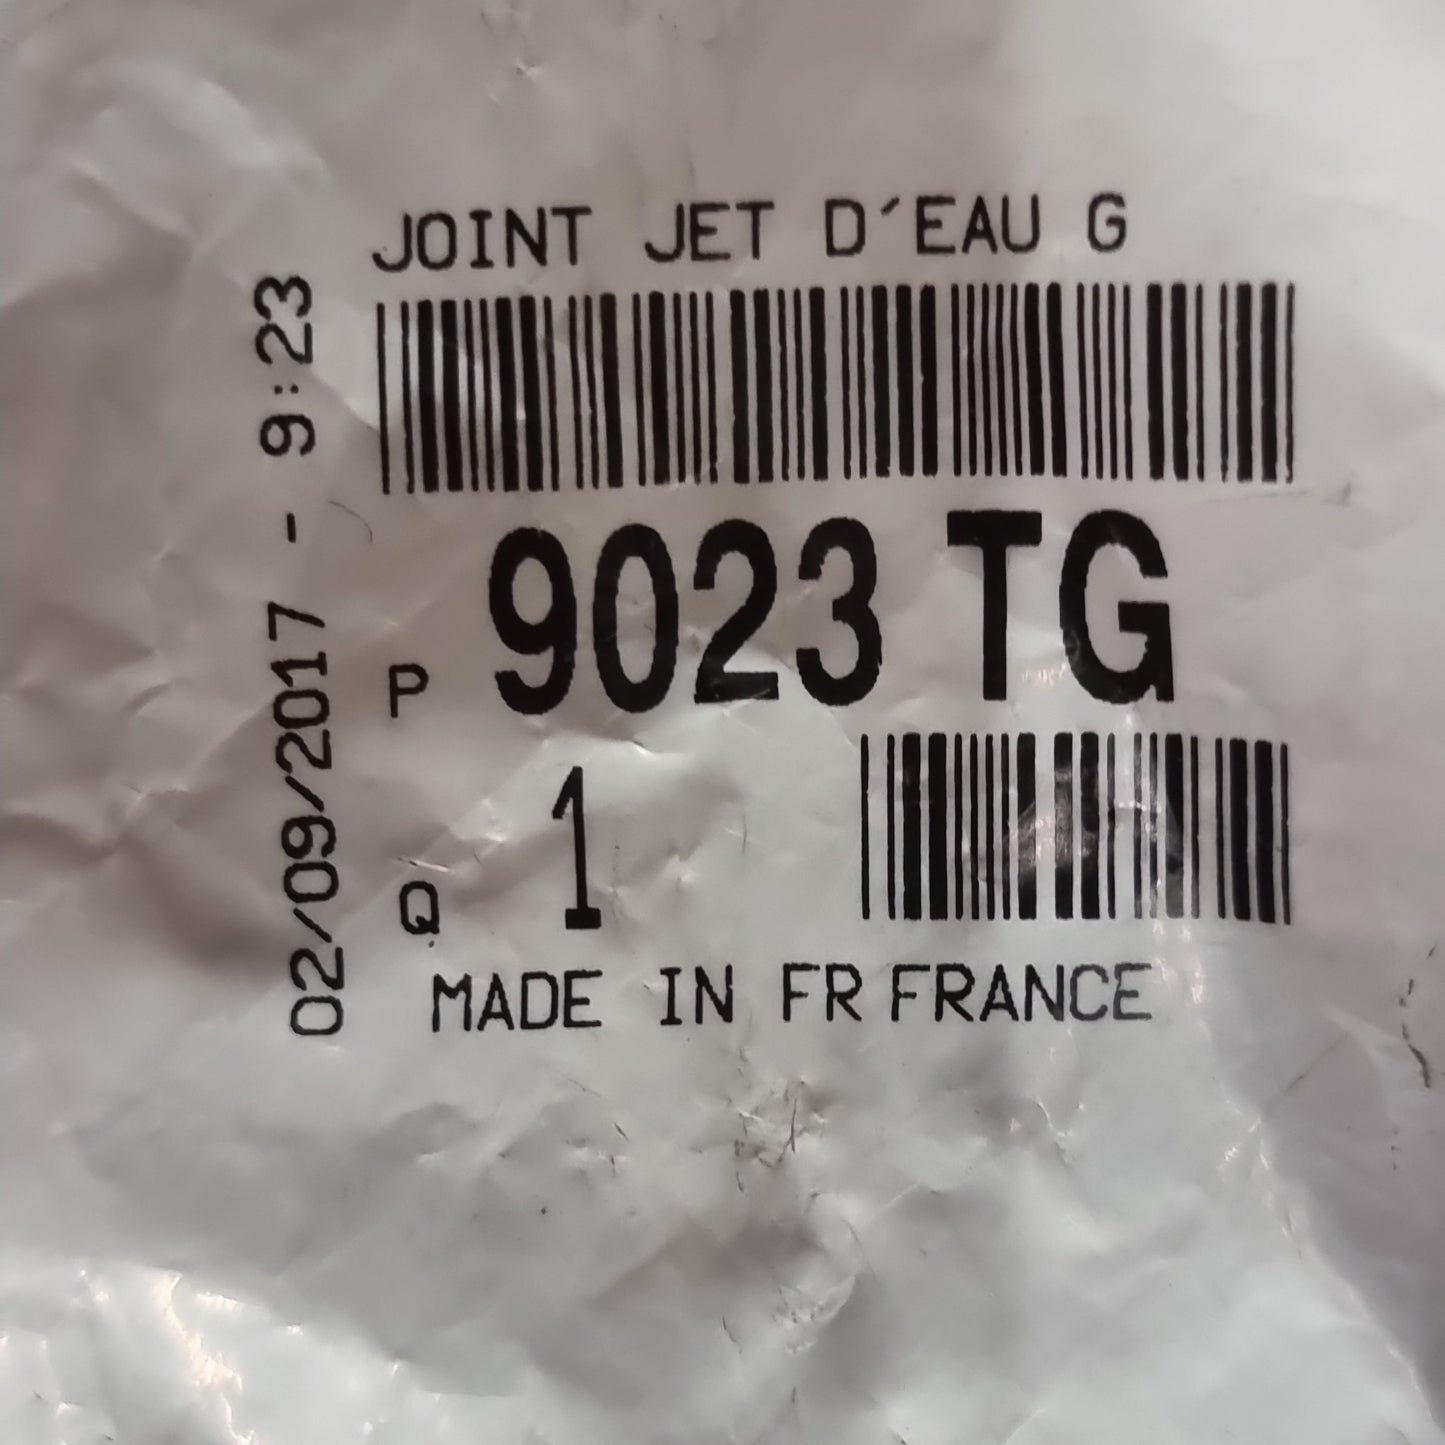 JOINT JET D´EAU G
P 9023 TG
Q 1
MADE IN FR FRANCE
02/09/2017 - 9:23